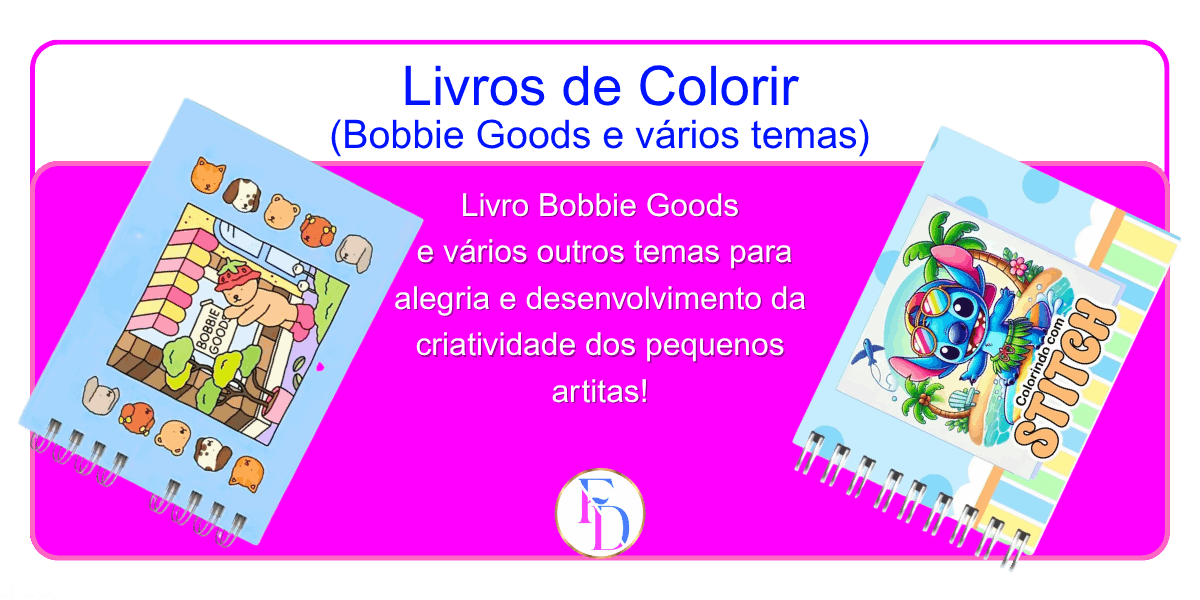 Livros de Colorir
(Bobbie Goods e vários temas)
Livro Bobbie Goods
e vários outros temas para
alegria e desenvolvimento da
criatividade dos pequenos
artitas!
BOBBIE
GOODS
Colorindo com
STITCH
FD